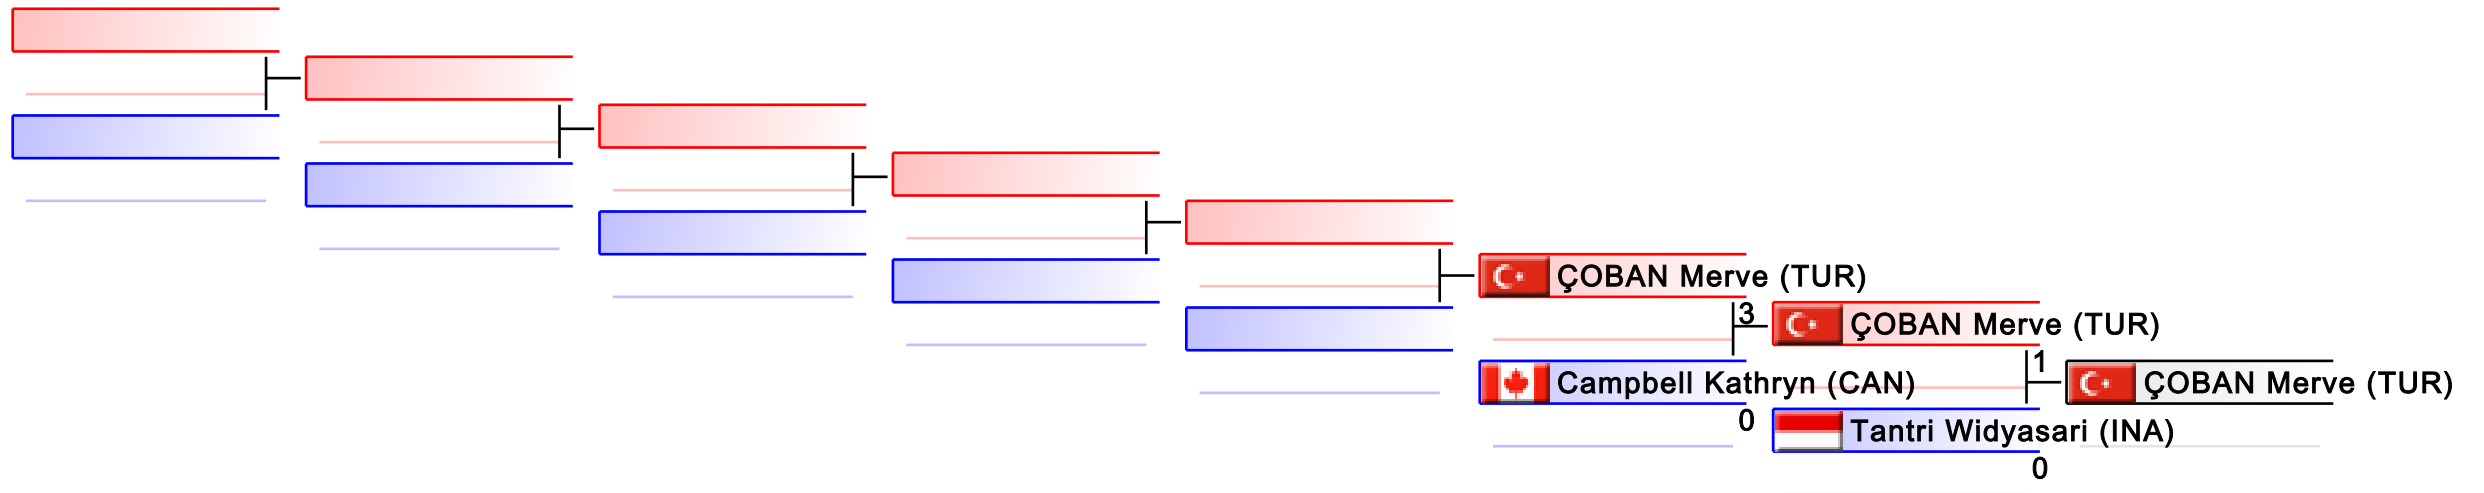 ÇOBAN Merve (TUR)
3
Campbell Kathryn (CAN)
0
ÇOBAN Merve (TUR)
1
Tantri Widyasari (INA)
0
ÇOBAN Merve (TUR)